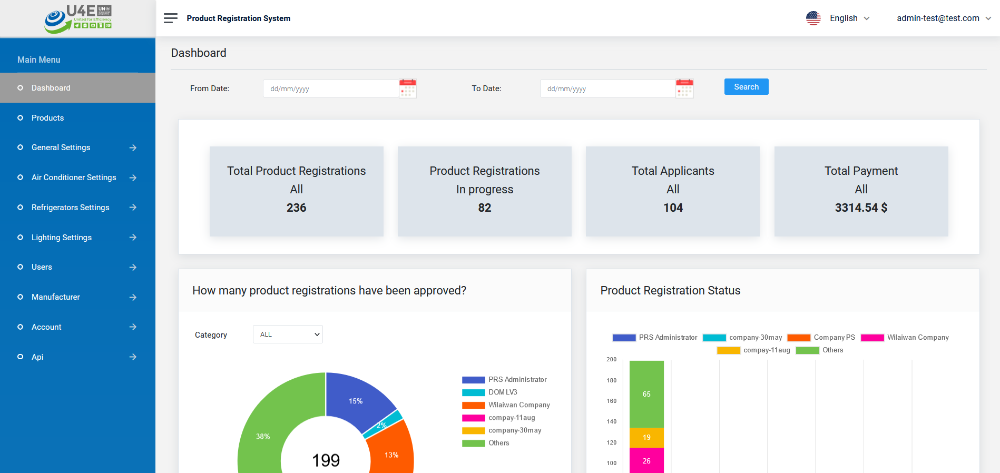 U4E
UN
environment
programme
United for Efficiency
Product Registration System
English
admin-test@test.com
Main Menu
Dashboard
Products
General Settings
Air Conditioner Settings
Refrigerators Settings
Lighting Settings
Users
Manufacturer
Account
Api
Dashboard
From Date:
dd/mm/yyyy
To Date:
dd/mm/yyyy
Search
Total Product Registrations
All
236
Product Registrations
In progress
82
Total Applicants
All
104
Total Payment
All
3314.54 $
How many product registrations have been approved?
Category
ALL
15%
2%
13%
38%
199
PRS Administrator
DOM LV3
Wilaiwan Company
compay-11aug
company-30may
Others
Product Registration Status
PRS Administrator
company-30may
Company PS
Wilaiwan Company
compay-11aug
Others
200
180
160
140
120
100
65
19
26